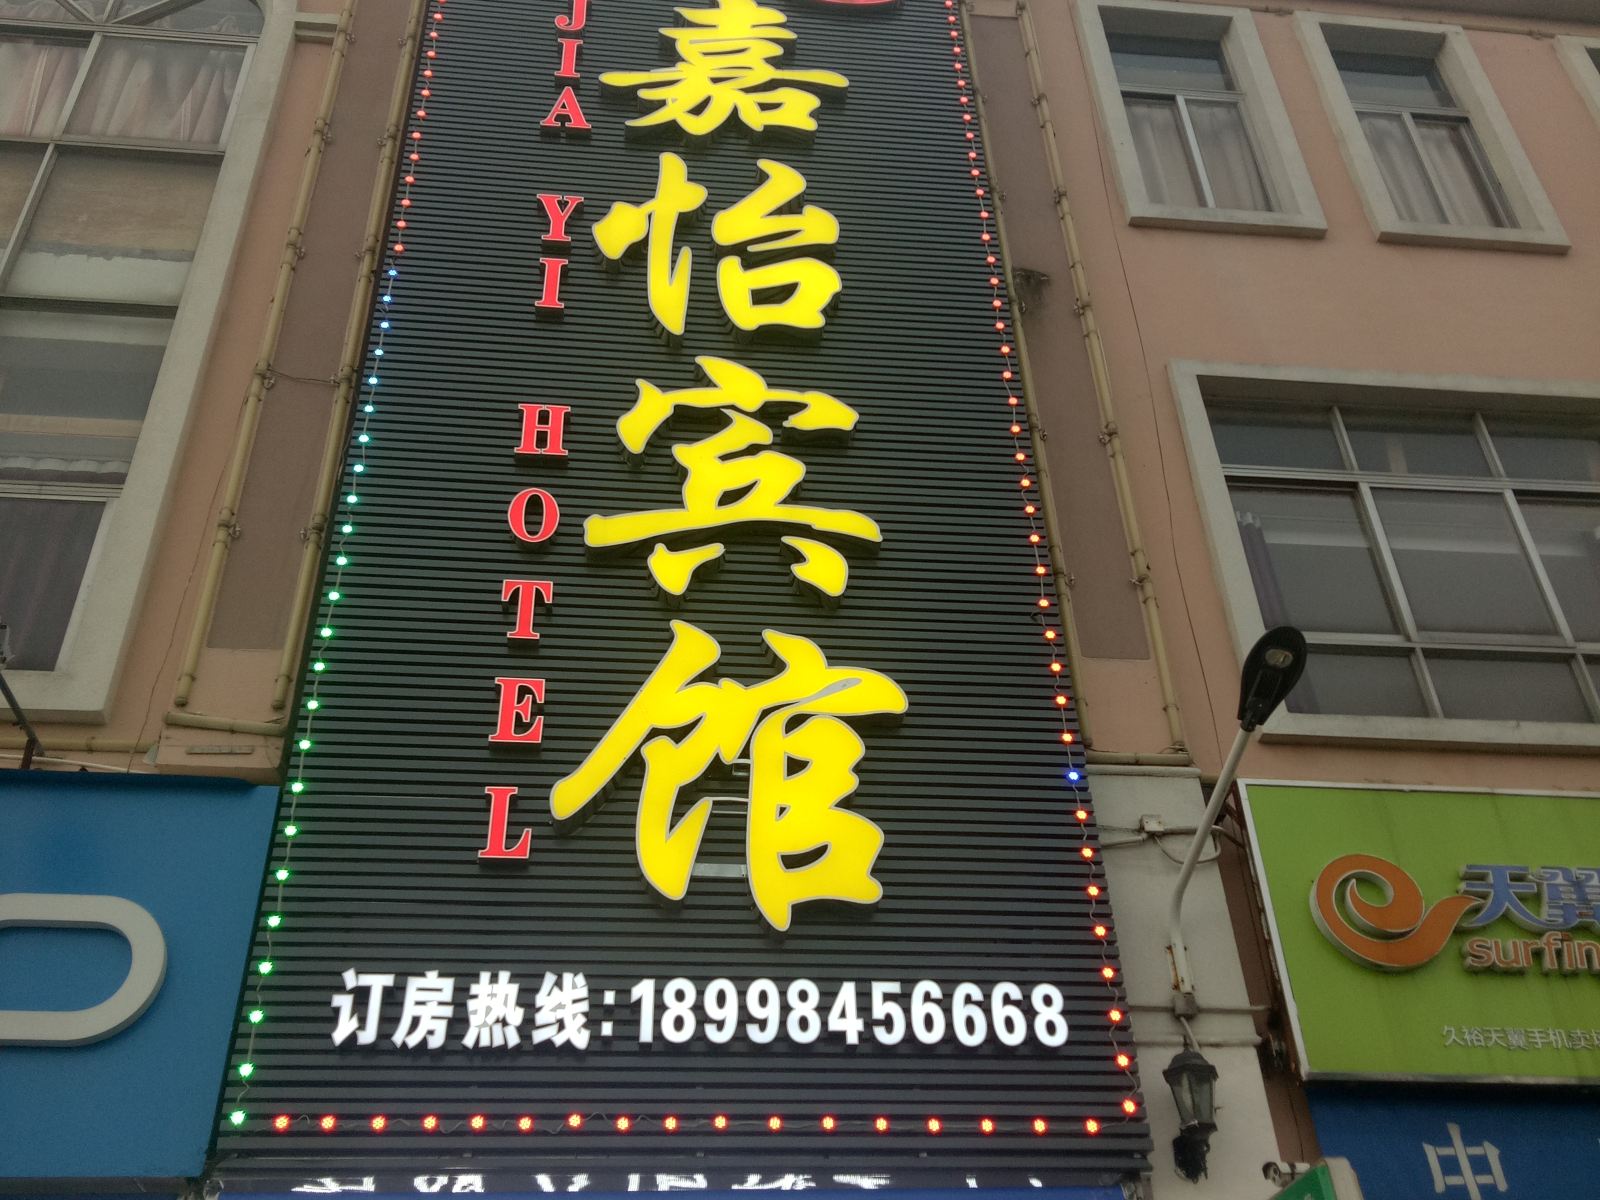 JIA YI HOTEL
嘉怡宾馆
订房热线:18998456668
天翼
surfin
久裕天翼手机卖场
中